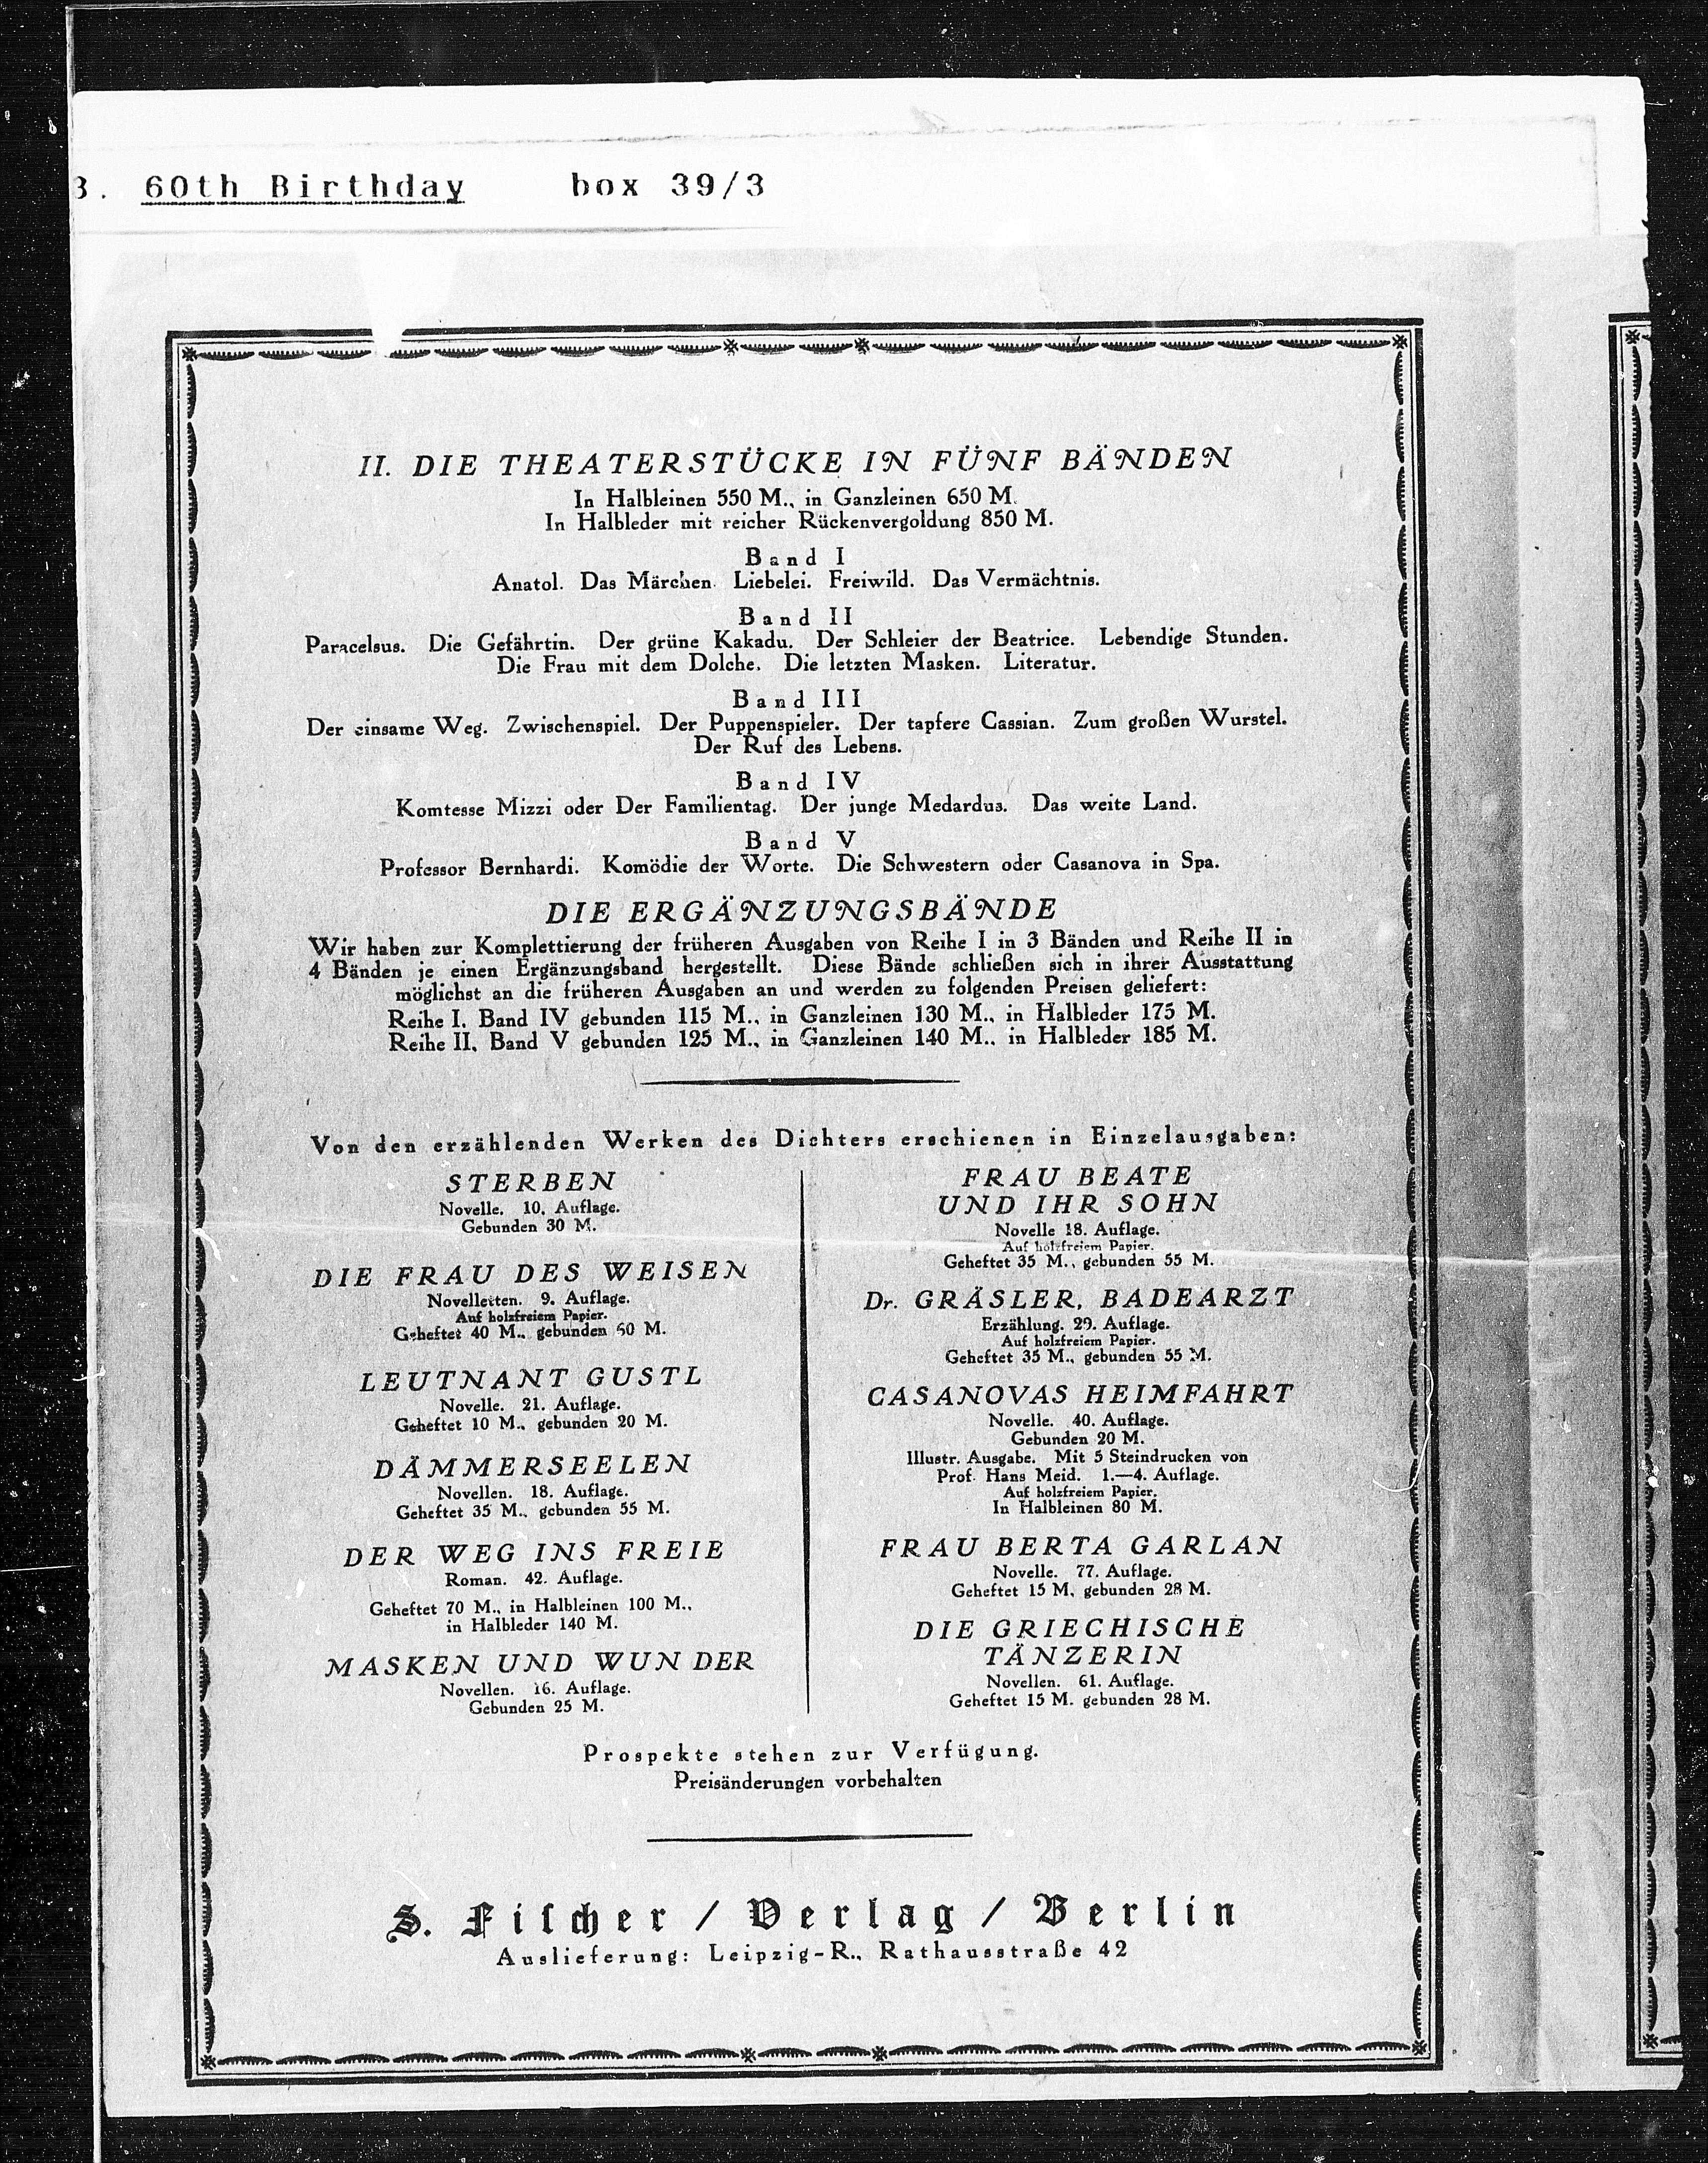 3. 60th Birthday box 39/3
II. DIE THEATERSTÜCKE IN FÜNF BÄNDEN
In Halbleinen 550 M., in Ganzleinen 650 M.
In Halbleder mit reicher Rückenvergoldung 850 M.
Band I
Anatol. Das Märchen. Liebelei. Freiwild. Das Vermächtnis.
Band II
Paracelsus. Die Gefährtin. Der grüne Kakadu. Der Schleier der Beatrice. Lebendige Stunden.
Die Frau mit dem Dolche. Die letzten Masken. Literatur.
Band III
Der einsame Weg. Zwischenspiel. Der Puppenspieler. Der tapfere Cassian. Zum großen Wurstel.
Der Ruf des Lebens.
Band IV
Komtesse Mizzi oder Der Familientag. Der junge Medardus. Das weite Land.
Band V
Professor Bernhardi. Komödie der Worte. Die Schwestern oder Casanova in Spa.
DIE ERGÄNZUNGSBÄNDE
Wir haben zur Komplettierung der früheren Ausgaben von Reihe I in 3 Bänden und Reihe II in
4 Bänden je einen Ergänzungsband hergestellt. Diese Bände schließen sich in ihrer Ausstattung
möglichst an die früheren Ausgaben an und werden zu folgenden Preisen geliefert:
Reihe I, Band IV gebunden 115 M., in Ganzleinen 130 M., in Halbleder 175 M.
Reihe II, Band V gebunden 125 M., in Ganzleinen 140 M., in Halbleder 185 M.
Von den erzählenden Werken des Dichters erschienen in Einzelausgaben:
STERBEN
Novelle. 10. Auflage.
Gebunden 30 M.
DIE FRAU DES WEISEN
Novelletten. 9. Auflage.
Auf holzfreiem Papier.
Geheftet 40 M., gebunden 60 M.
LEUTNANT GUSTL
Novelle. 21. Auflage.
Geheftet 10 M., gebunden 20 M.
DÄMMERSEELEN
Novellen. 18. Auflage.
Geheftet 35 M., gebunden 55 M.
DER WEG INS FREIE
Roman. 42. Auflage.
Geheftet 70 M., in Halbleinen 100 M.,
in Halbleder 140 M.
MASKEN UND WUNDER
Novellen. 16. Auflage.
Gebunden 25 M.
FRAU BEATE
UND IHR SOHN
Novelle 18. Auflage.
Auf holzfreiem Papier.
Geheftet 35 M., gebunden 55 M.
Dr. GRÄSLER, BADEARZT
Erzählung. 29. Auflage.
Auf holzfreiem Papier.
Geheftet 35 M., gebunden 55 M.
CASANOVAS HEIMFAHRT
Novelle. 40. Auflage.
Gebunden 20 M.
Illustr. Ausgabe. Mit 5 Steindrucken von
Prof. Hans Meid. 1.—4. Auflage.
Auf holzfreiem Papier.
In Halbleinen 80 M.
FRAU BERTA GARLAN
Novelle. 77. Auflage.
Geheftet 15 M, gebunden 28 M.
DIE GRIECHISCHE
TÄNZERIN
Novellen. 61. Auflage.
Geheftet 15 M. gebunden 28 M.
Prospekte stehen zur Verfügung.
Preisänderungen vorbehalten
S. Fischer / Verlag / Berlin
Auslieferung: Leipzig-R., Rathausstraße 42